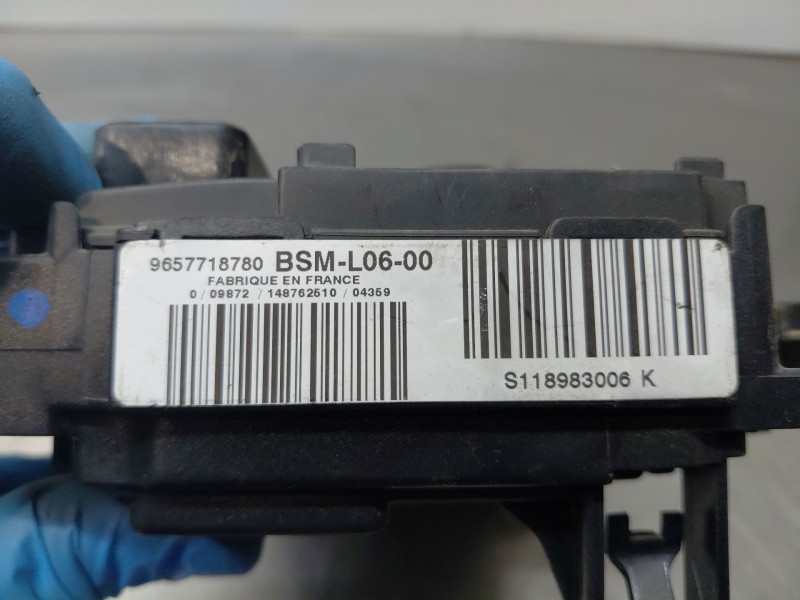 9657718780 BSM-L06-00
FABRIQUE EN FRANCE
0 / 09872 / 148762510 / 04359
S118983006 K